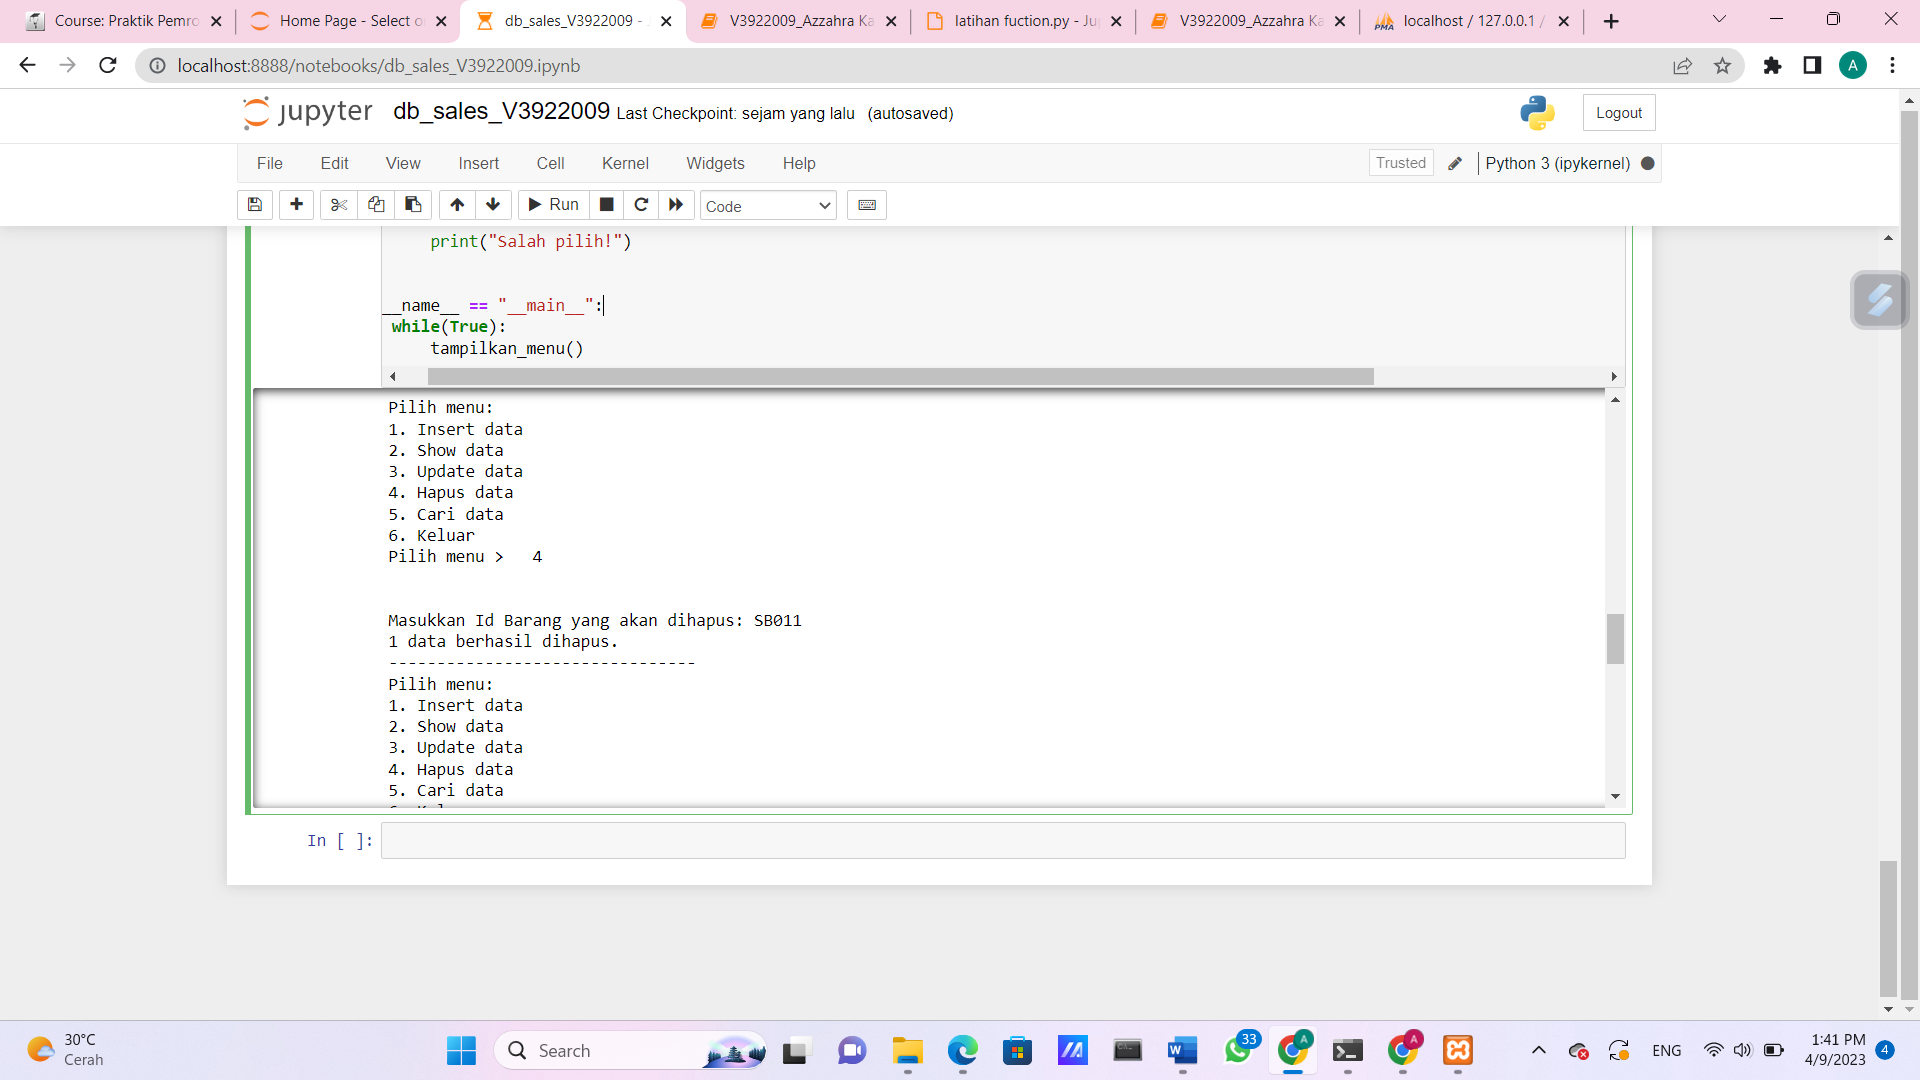 Course: Praktik Pemro
Home Page - Select o
db_sales_V3922009 -
V3922009_Azzahra Ka
latihan fuction.py - Ju
V3922009_Azzahra Ka
PMA
localhost / 127.0.0.1 /
localhost:8888/notebooks/db_sales_V3922009.ipynb
A
jupyter db_sales_V3922009 Last Checkpoint: sejam yang lalu (autosaved)
Logout
File Edit View Insert Cell Kernel Widgets Help
Trusted Python 3 (ipykernel)
Run Code
print("Salah pilih!")
__name__ == "__main__":
while(True):
tampilkan_menu()
Pilih menu:
1. Insert data
2. Show data
3. Update data
4. Hapus data
5. Cari data
6. Keluar
Pilih menu > 4
Masukkan Id Barang yang akan dihapus: SB011
1 data berhasil dihapus.
--------------------------------
Pilih menu:
1. Insert data
2. Show data
3. Update data
4. Hapus data
5. Cari data
In [ ]:
30°C
Cerah
Search
33
A
A
ENG
1:41 PM
4/9/2023
4